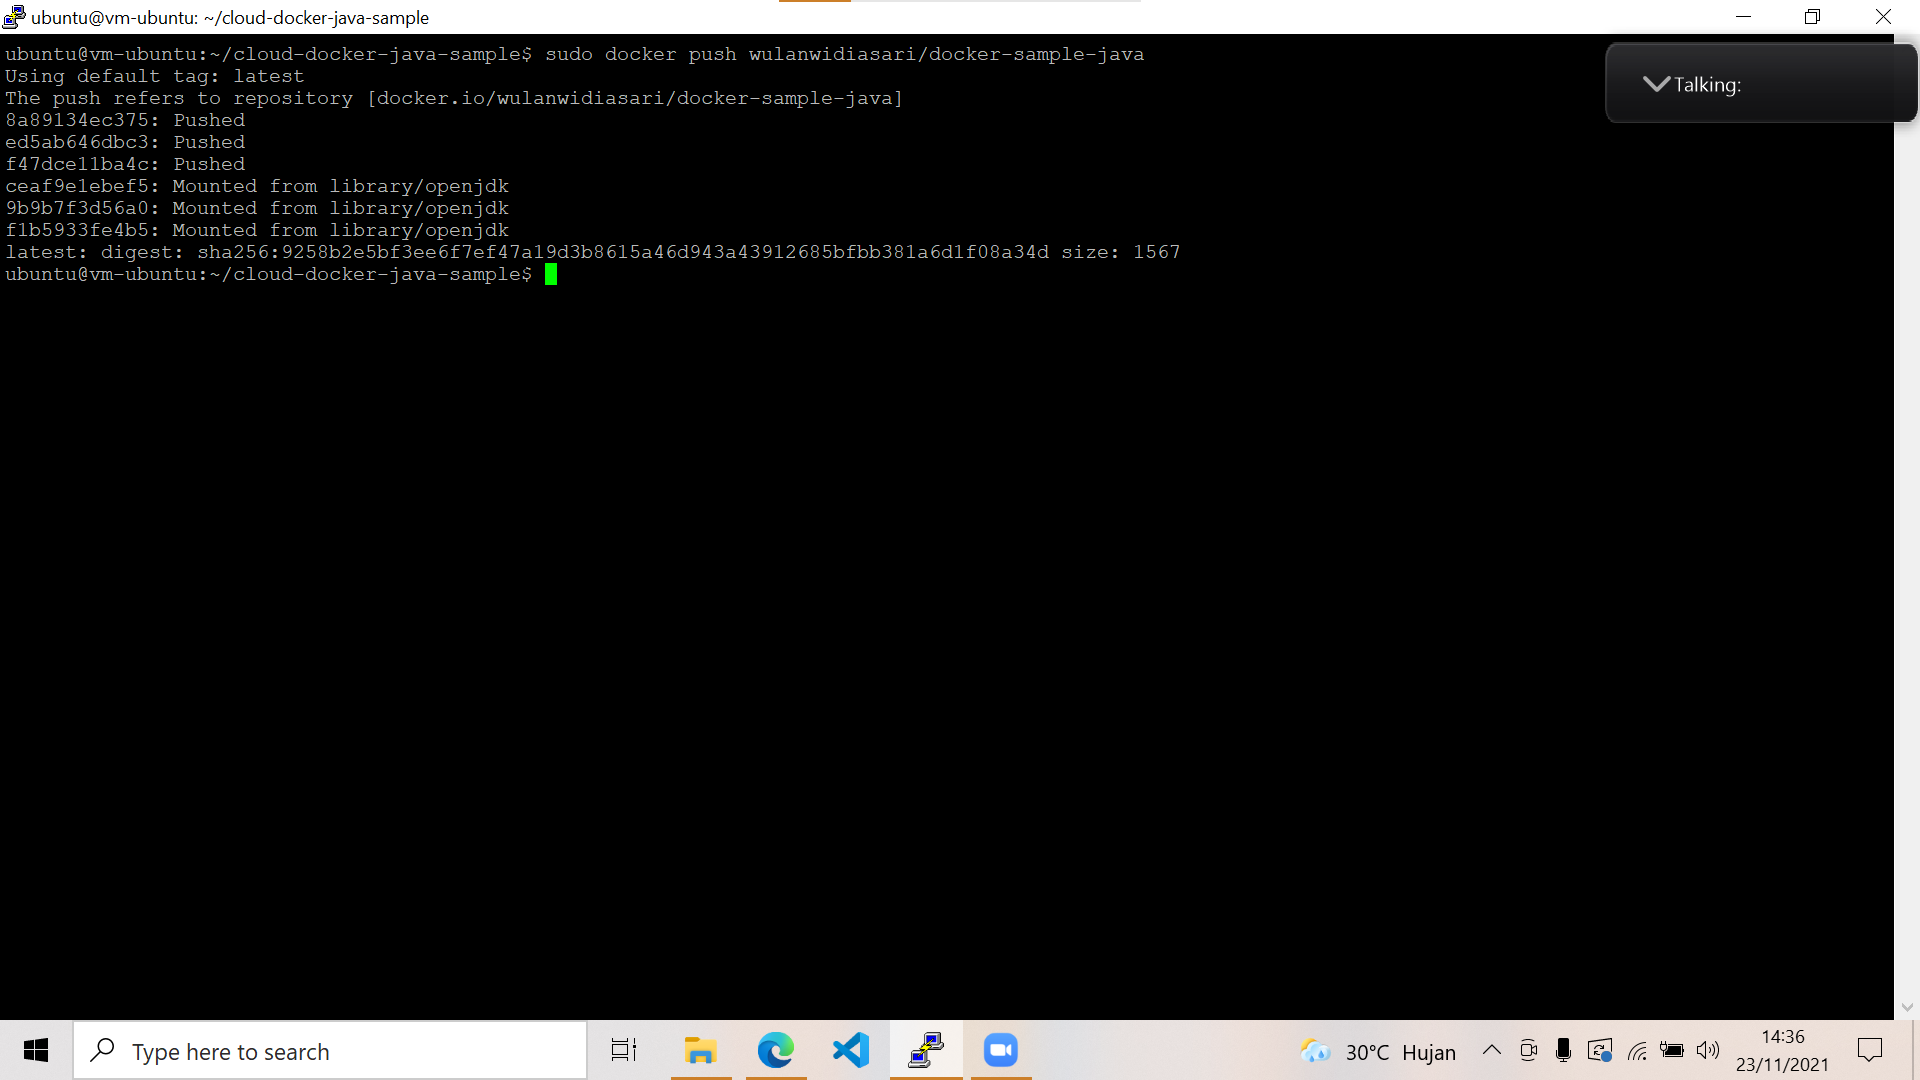 ubuntu@vm-ubuntu: ~/cloud-docker-java-sample
ubuntu@vm-ubuntu:~/cloud-docker-java-sample$ sudo docker push wulanwidiasari/docker-sample-java
Using default tag: latest
The push refers to repository [docker.io/wulanwidiasari/docker-sample-java]
8a89134ec375: Pushed
ed5ab646dbc3: Pushed
f47dce11ba4c: Pushed
ceaf9e1ebef5: Mounted from library/openjdk
9b9b7f3d56a0: Mounted from library/openjdk
f1b5933fe4b5: Mounted from library/openjdk
latest: digest: sha256:9258b2e5bf3ee6f7ef47a19d3b8615a46d943a43912685bfbb381a6d1f08a34d size: 1567
ubuntu@vm-ubuntu:~/cloud-docker-java-sample$
Talking:
Type here to search
30°C Hujan
14:36
23/11/2021